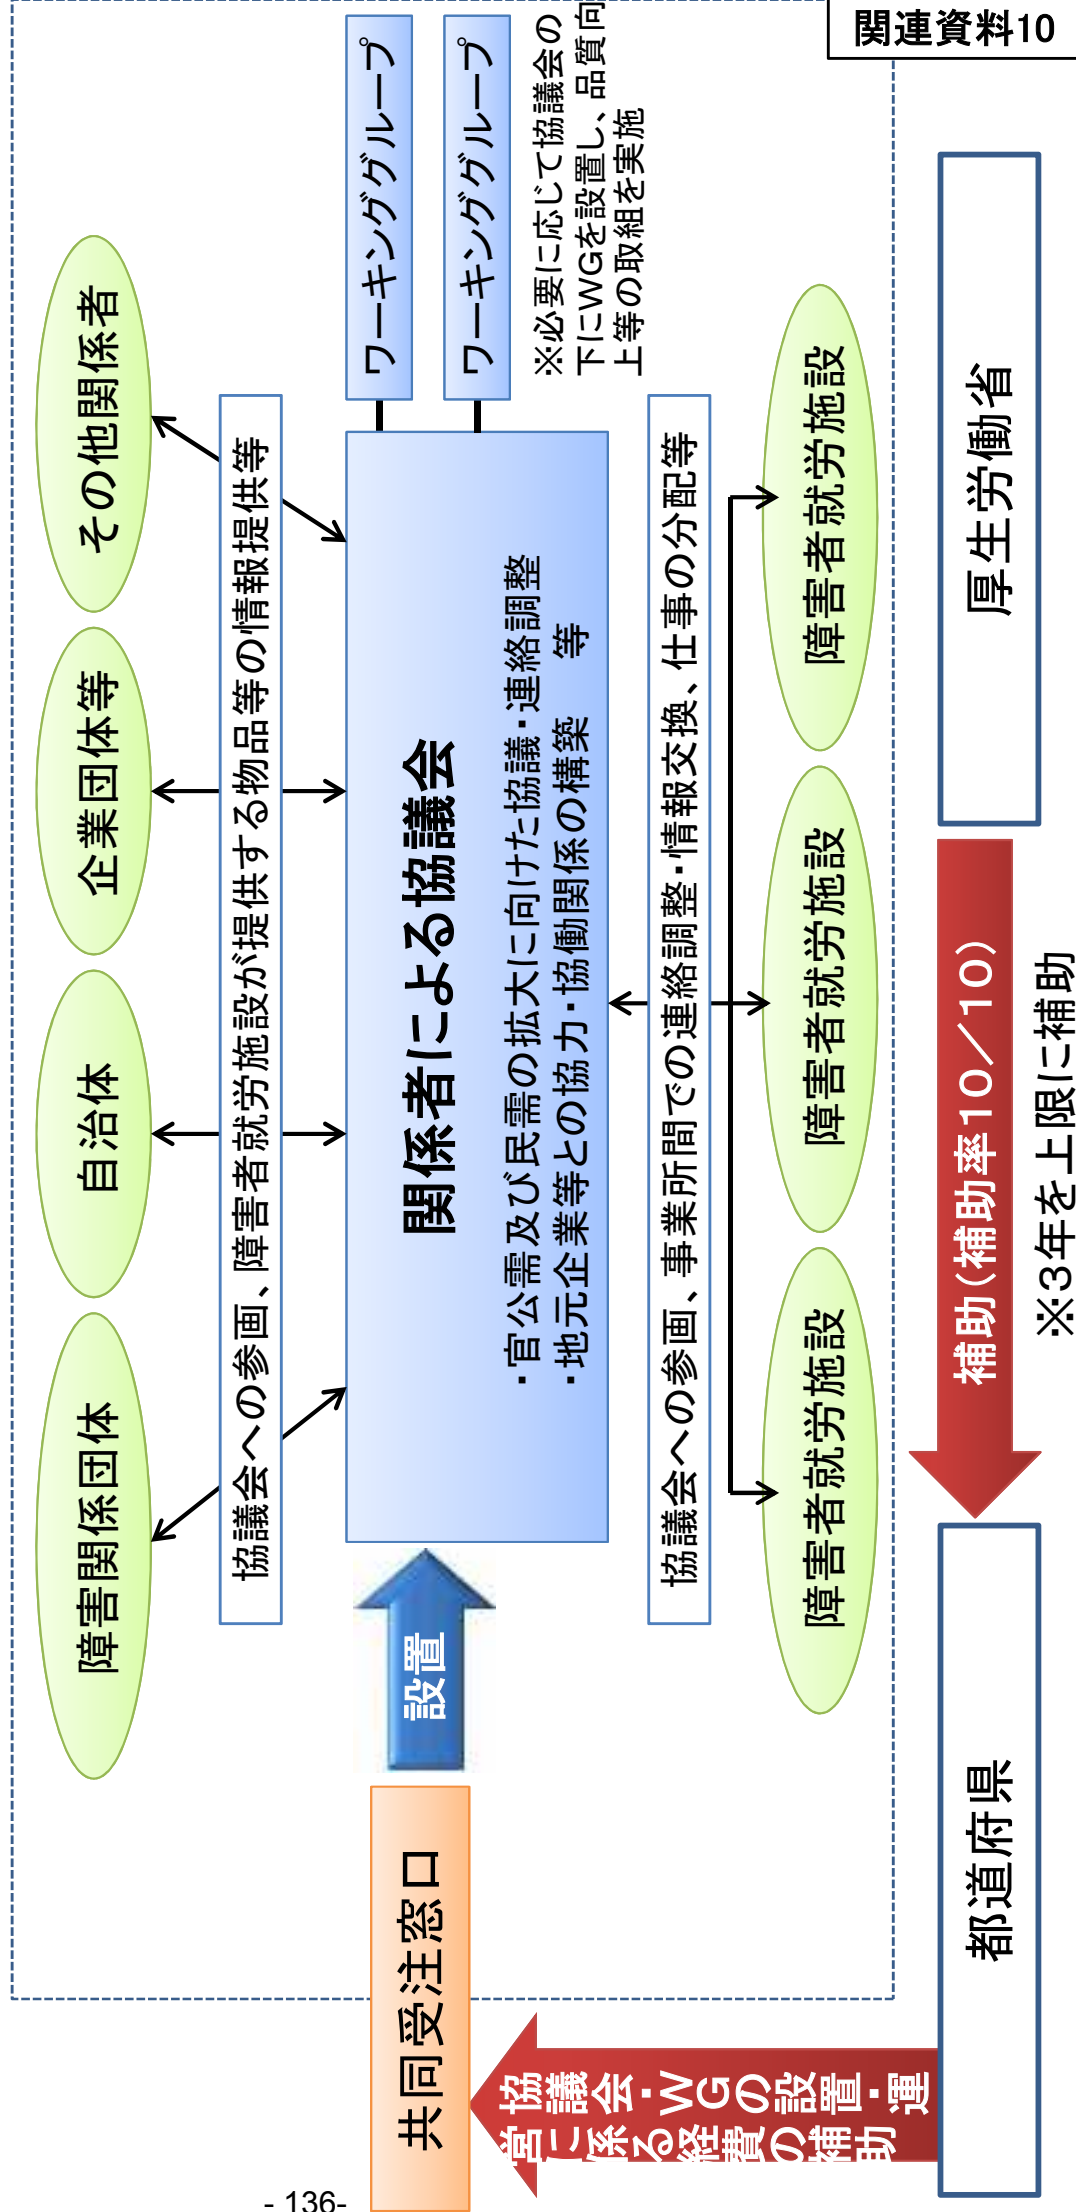 関連資料10
障害関係団体
自治体
企業団体等
その他関係者
協議会への参画、障害者就労施設が提供する物品等の情報提供等
共同受注窓口
設置
関係者による協議会
・官公需及び民需の拡大に向けた協議・連絡調整
・地元企業等との協力・協働関係の構築　等
ワーキンググループ
ワーキンググループ
※必要に応じて協議会の
下にWGを設置し、品質向
上等の取組を実施
協議会への参画、事業所間での連絡調整・情報交換、仕事の分配等
障害者就労施設
障害者就労施設
障害者就労施設
協議会・WGの設置・運
営に係る経費の補助
都道府県
補助（補助率１０／１０）
※3年を上限に補助
厚生労働省
- 136-